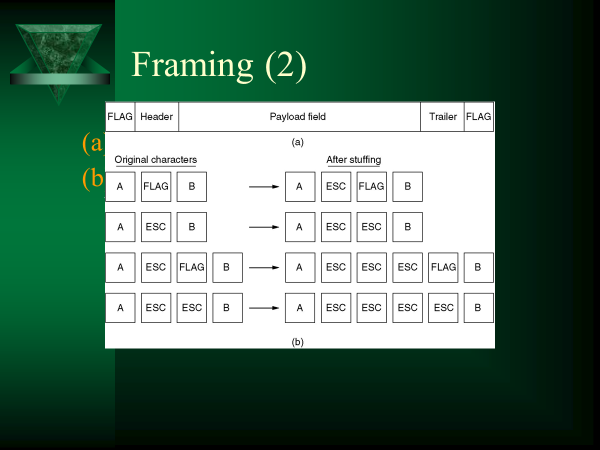 Framing (2)
FLAG Header Payload field Trailer FLAG
(a)
(a
(b
Original characters After stuffing
A FLAG B A ESC FLAG B
A ESC B A ESC ESC B
A ESC FLAG B A ESC ESC ESC FLAG B
A ESC ESC B A ESC ESC ESC ESC B
(b)